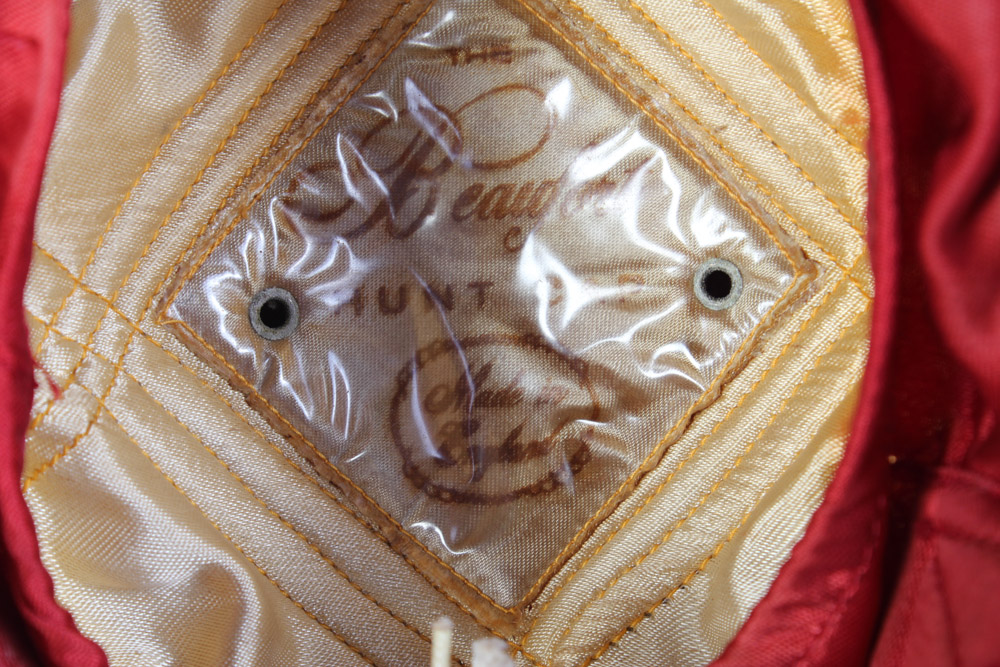 THE
Beaufort
HUNT
Made in
England